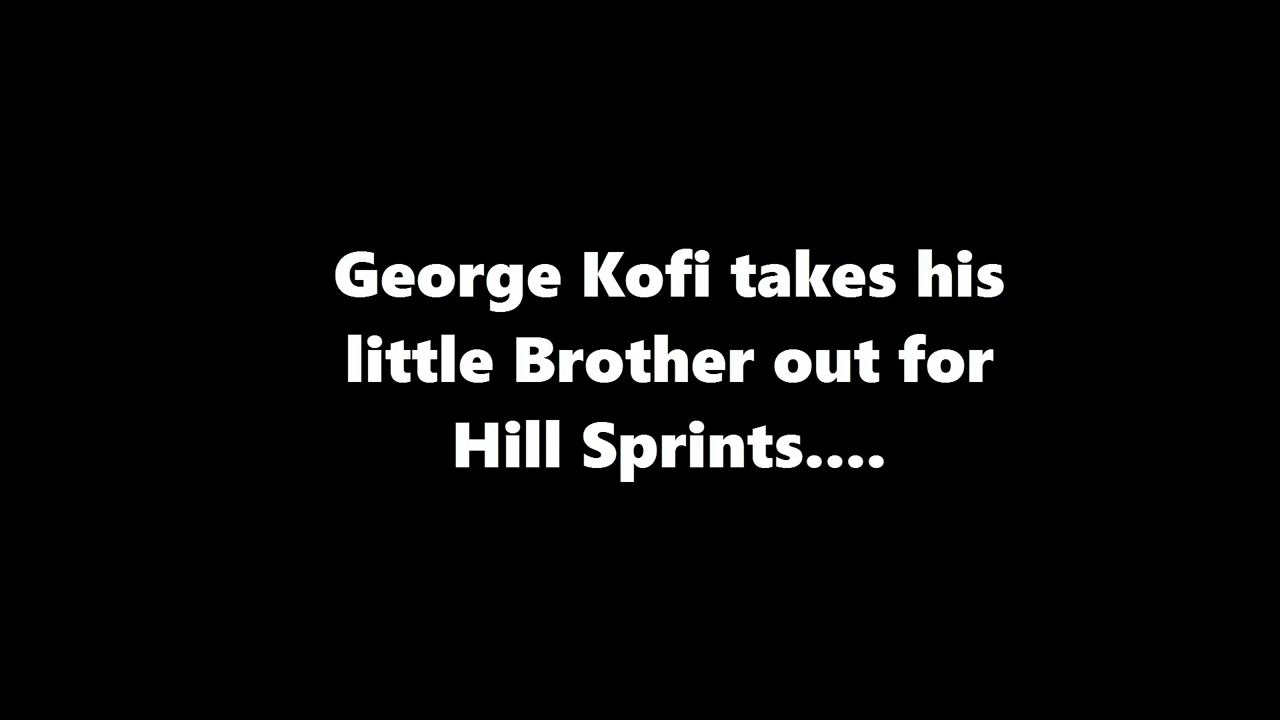 George Kofi takes his
little Brother out for
Hill Sprints....